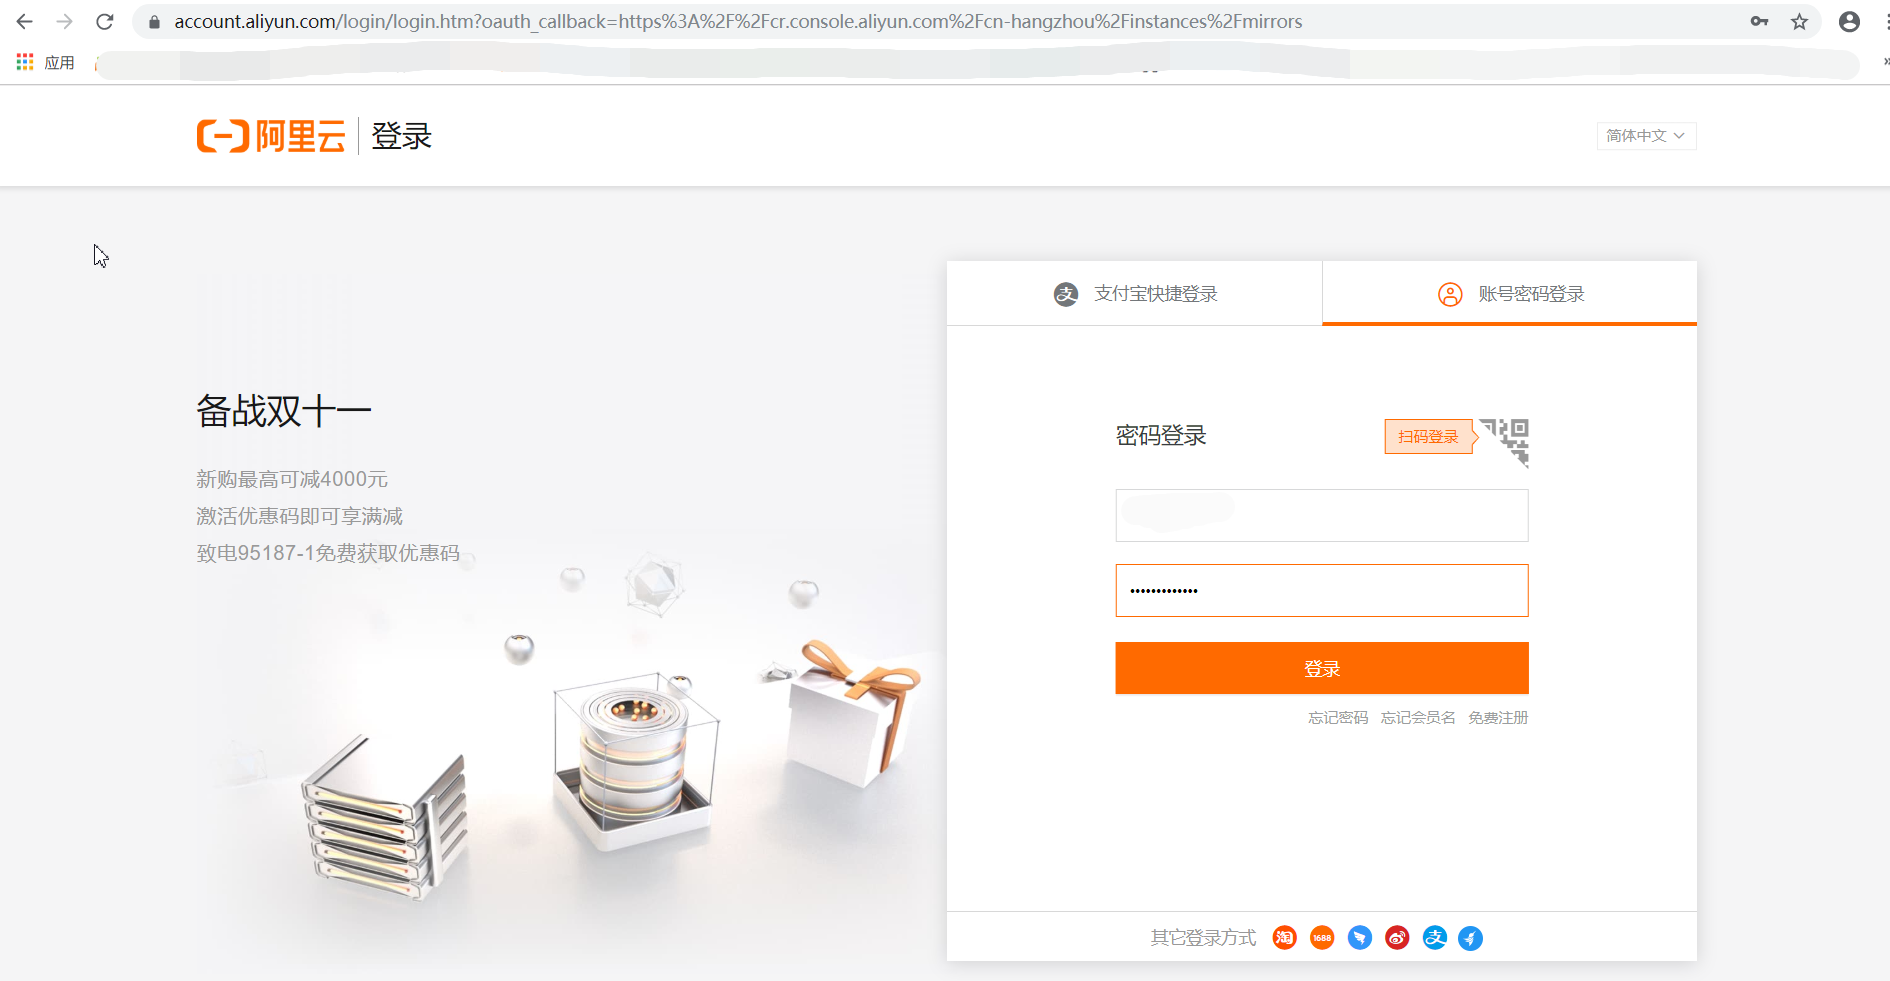 account.aliyun.com/login/login.htm?oauth_callback=https%3A%2F%2Fcr.console.aliyun.com%2Fcn-hangzhou%2Finstances%2Fmirrors
应用
阿里云 登录
简体中文
支付宝快捷登录
账号密码登录
备战双十一
新购最高可减4000元
激活优惠码即可享满减
致电95187-1免费获取优惠码
密码登录
扫码登录
登录
忘记密码 忘记会员名 免费注册
其它登录方式 淘 1688 支